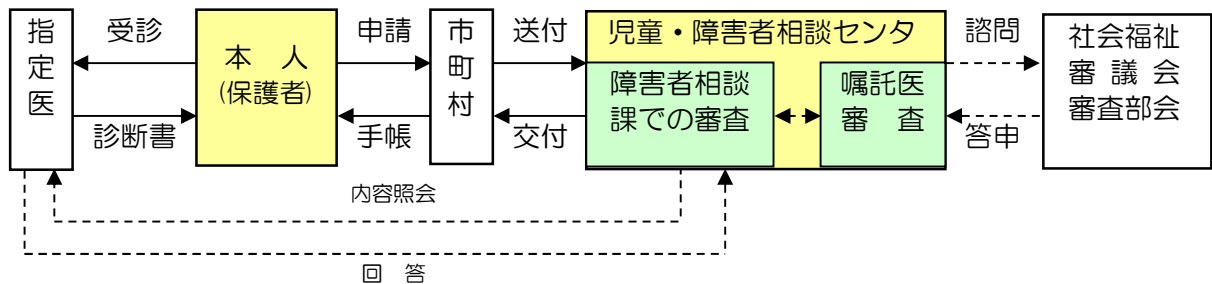 指定医
受診
診断書
本　人
(保護者)
申請
手帳
市町村
送付
交付
児童・障害者相談センタ
障害者相談
課での審査
嘱託医
審　査
諮問
答申
社会福祉
審議会
審査部会
内容照会
回　答